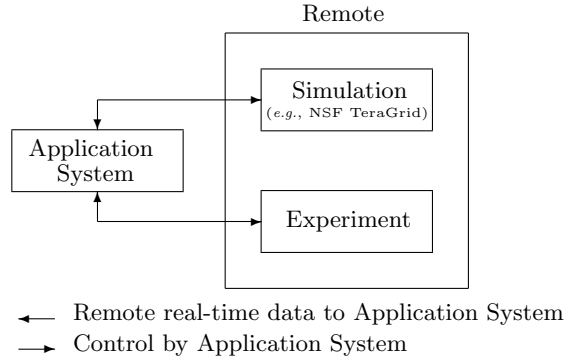 Remote
Simulation
(e.g., NSF TeraGrid)
Application
System
Experiment
Remote real-time data to Application System
Control by Application System